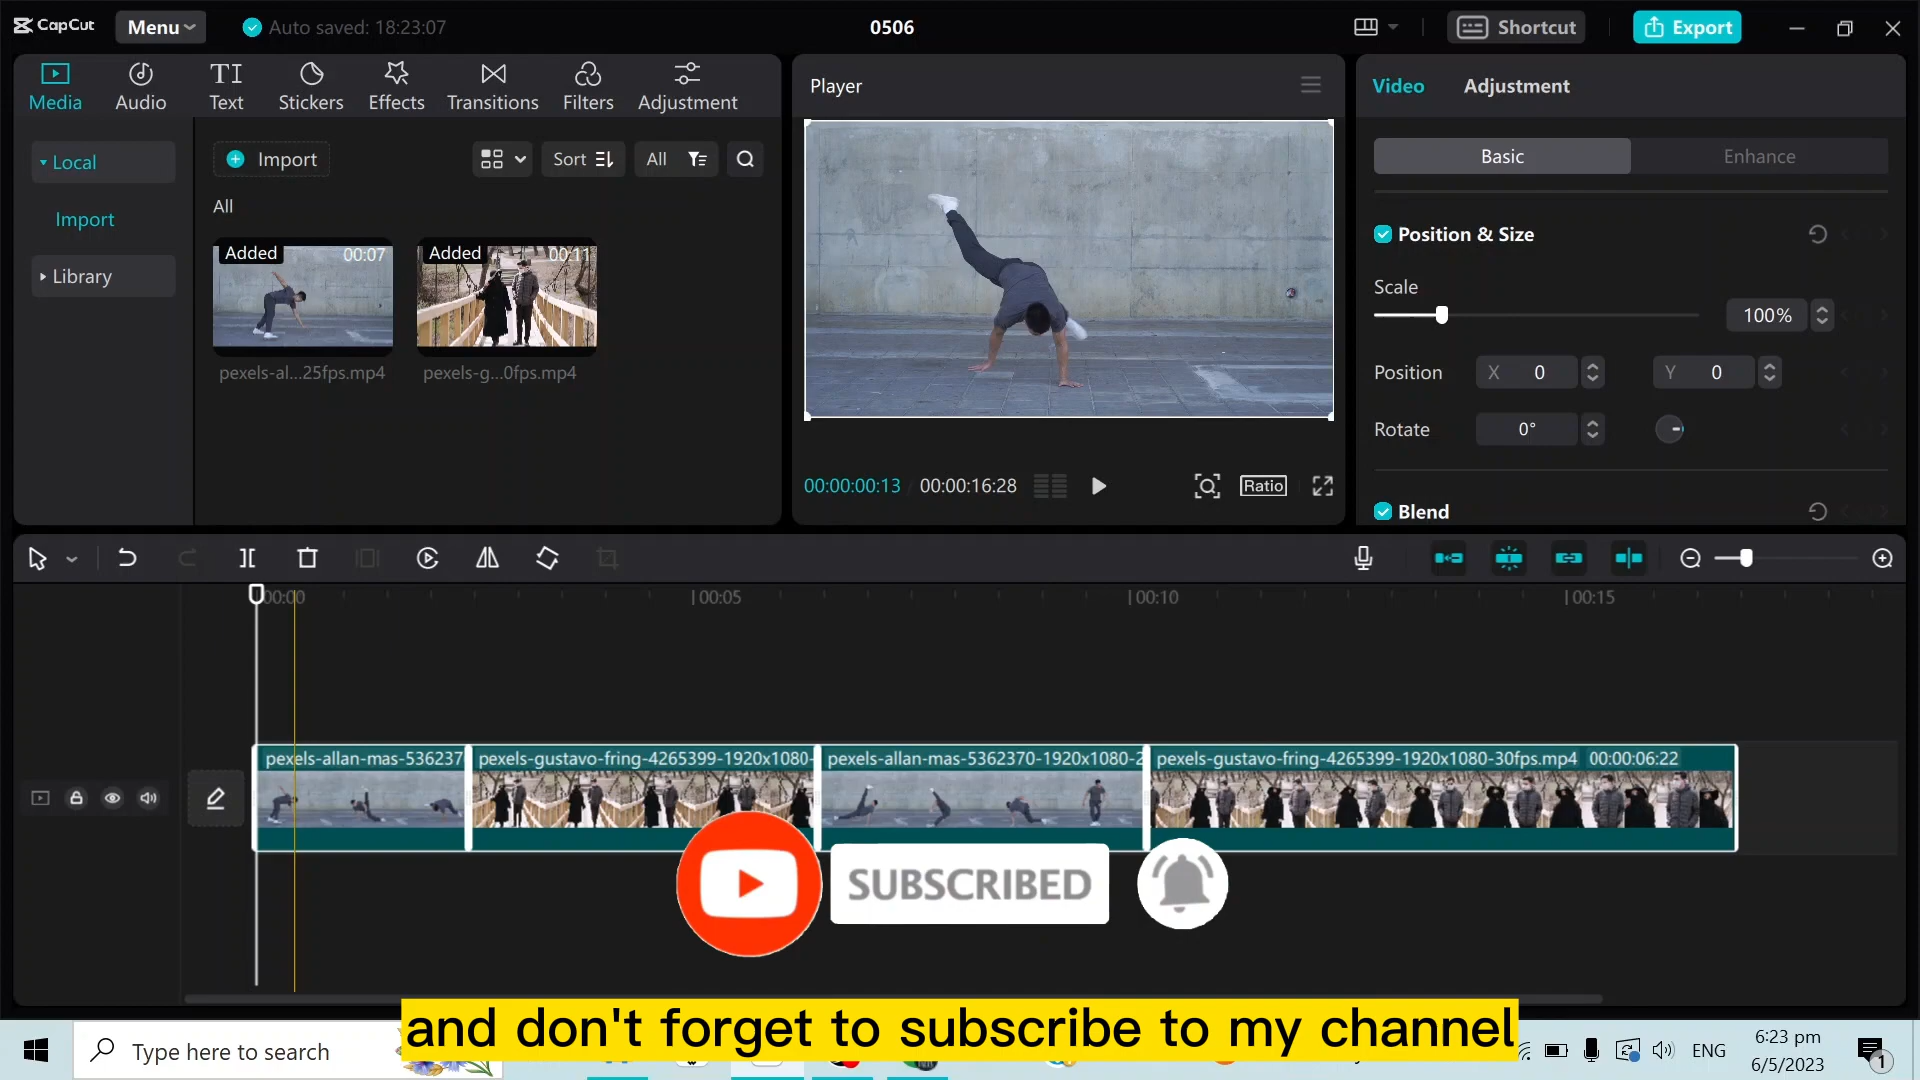 CapCut
Menu
Auto saved: 18:23:07
0506
Shortcut
Export
Media
Audio
TI
Text
Stickers
Effects
Transitions
Filters
Adjustment
Player
Video
Adjustment
Local
Import
Library
Import
Sort
All
All
Added
00:07
Added
00:11
pexels-al...25fps.mp4
pexels-g...0fps.mp4
Basic
Enhance
Position & Size
Scale
100%
Position
X 0
Y 0
Rotate
0°
Blend
00:00:00:13
00:00:16:28
Ratio
00:00
00:05
00:10
00:15
pexels-allan-mas-5362370
pexels-gustavo-fring-4265399-1920x1080-
pexels-allan-mas-5362370-1920x1080-2
pexels-gustavo-fring-4265399-1920x1080-30fps.mp4 00:00:06:22
SUBSCRIBED
and don't forget to subscribe to my channel
Type here to search
ENG
6:23 pm
6/5/2023
1